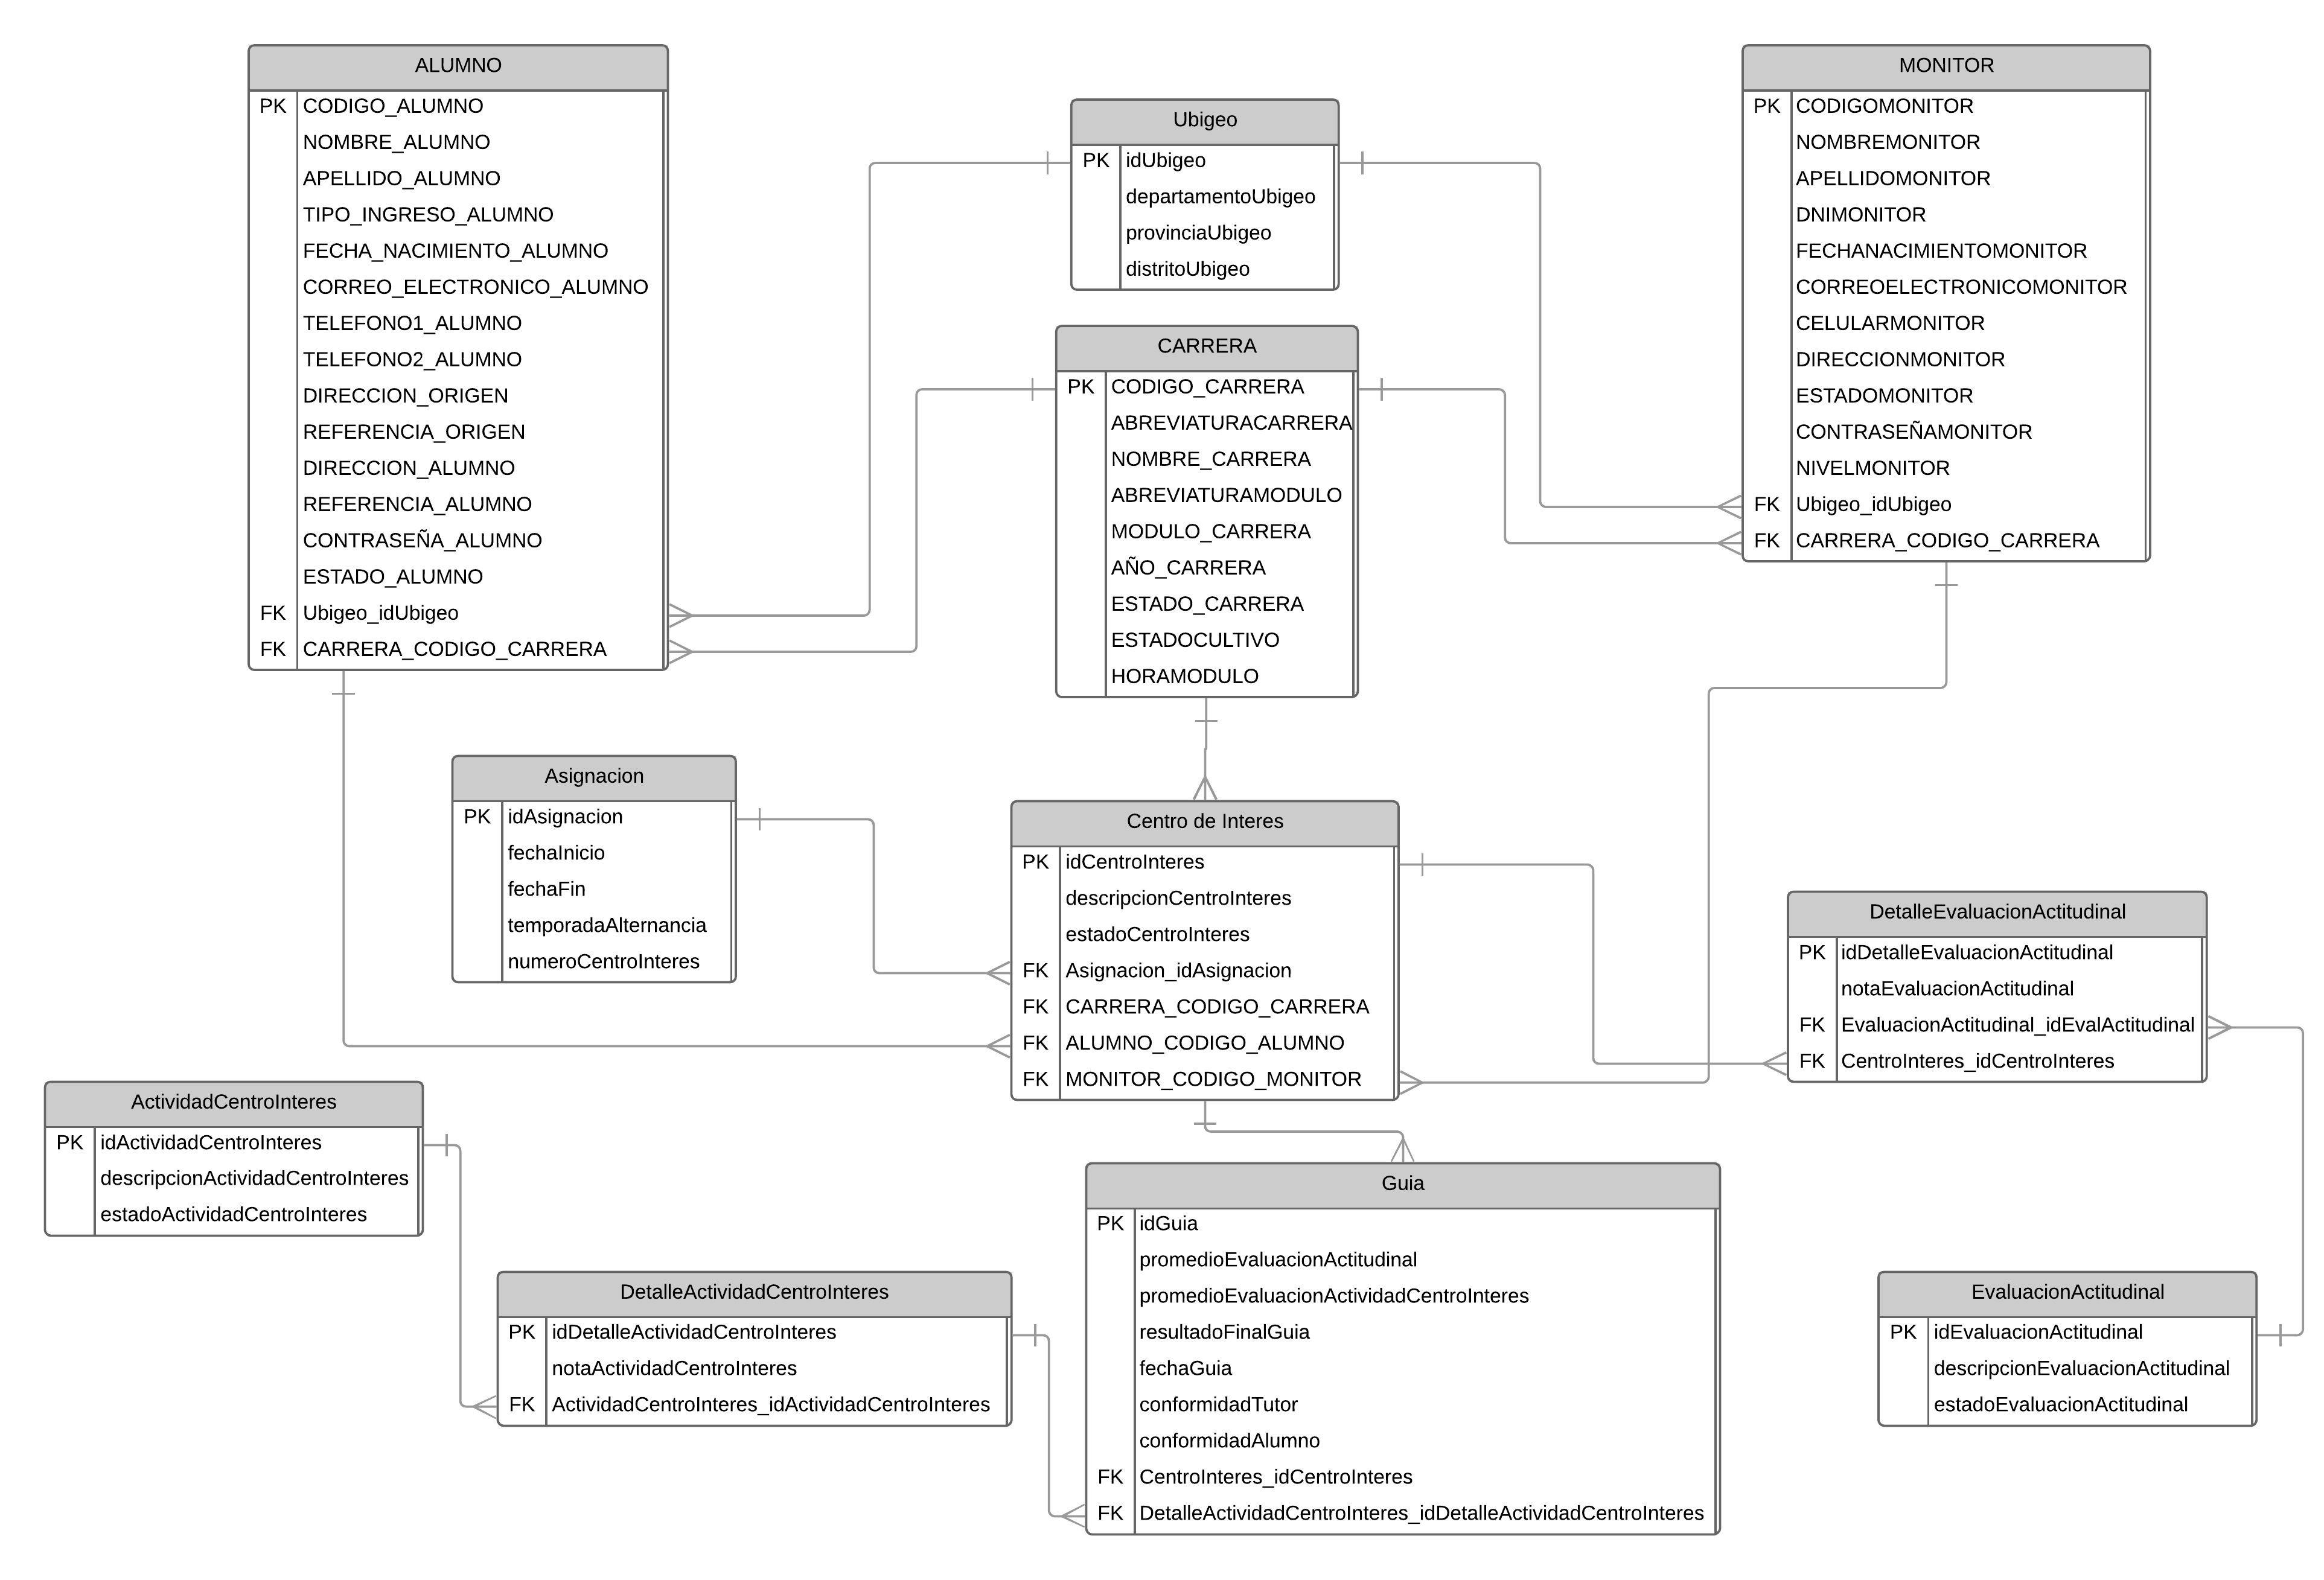 ALUMNO
PK CODIGO_ALUMNO
NOMBRE_ALUMNO
APELLIDO_ALUMNO
TIPO_INGRESO_ALUMNO
FECHA_NACIMIENTO_ALUMNO
CORREO_ELECTRONICO_ALUMNO
TELEFONO1_ALUMNO
TELEFONO2_ALUMNO
DIRECCION_ORIGEN
REFERENCIA_ORIGEN
DIRECCION_ALUMNO
REFERENCIA_ALUMNO
CONTRASEÑA_ALUMNO
ESTADO_ALUMNO
FK Ubigeo_idUbigeo
FK CARRERA_CODIGO_CARRERA
Ubigeo
PK idUbigeo
departamentoUbigeo
provinciaUbigeo
distritoUbigeo
CARRERA
PK CODIGO_CARRERA
ABREVIATURACARRERA
NOMBRE_CARRERA
ABREVIATURAMODULO
MODULO_CARRERA
AÑO_CARRERA
ESTADO_CARRERA
ESTADOCULTIVO
HORAMODULO
MONITOR
PK CODIGOMONITOR
NOMBREMONITOR
APELLIDOMONITOR
DNIMONITOR
FECHANACIMIENTOMONITOR
CORREOELECTRONICOMONITOR
CELULARMONITOR
DIRECCIONMONITOR
ESTADOMONITOR
CONTRASEÑAMONITOR
NIVELMONITOR
FK Ubigeo_idUbigeo
FK CARRERA_CODIGO_CARRERA
Asignacion
PK idAsignacion
fechaInicio
fechaFin
temporadaAlternancia
numeroCentroInteres
Centro de Interes
PK idCentroInteres
descripcionCentroInteres
estadoCentroInteres
FK Asignacion_idAsignacion
FK CARRERA_CODIGO_CARRERA
FK ALUMNO_CODIGO_ALUMNO
FK MONITOR_CODIGO_MONITOR
DetalleEvaluacionActitudinal
PK idDetalleEvaluacionActitudinal
notaEvaluacionActitudinal
FK EvaluacionActitudinal_idEvalActitudinal
FK CentroInteres_idCentroInteres
ActividadCentroInteres
PK idActividadCentroInteres
descripcionActividadCentroInteres
estadoActividadCentroInteres
DetalleActividadCentroInteres
PK idDetalleActividadCentroInteres
notaActividadCentroInteres
FK ActividadCentroInteres_idActividadCentroInteres
Guia
PK idGuia
promedioEvaluacionActitudinal
promedioEvaluacionActividadCentroInteres
resultadoFinalGuia
fechaGuia
conformidadTutor
conformidadAlumno
FK CentroInteres_idCentroInteres
FK DetalleActividadCentroInteres_idDetalleActividadCentroInteres
EvaluacionActitudinal
PK idEvaluacionActitudinal
descripcionEvaluacionActitudinal
estadoEvaluacionActitudinal